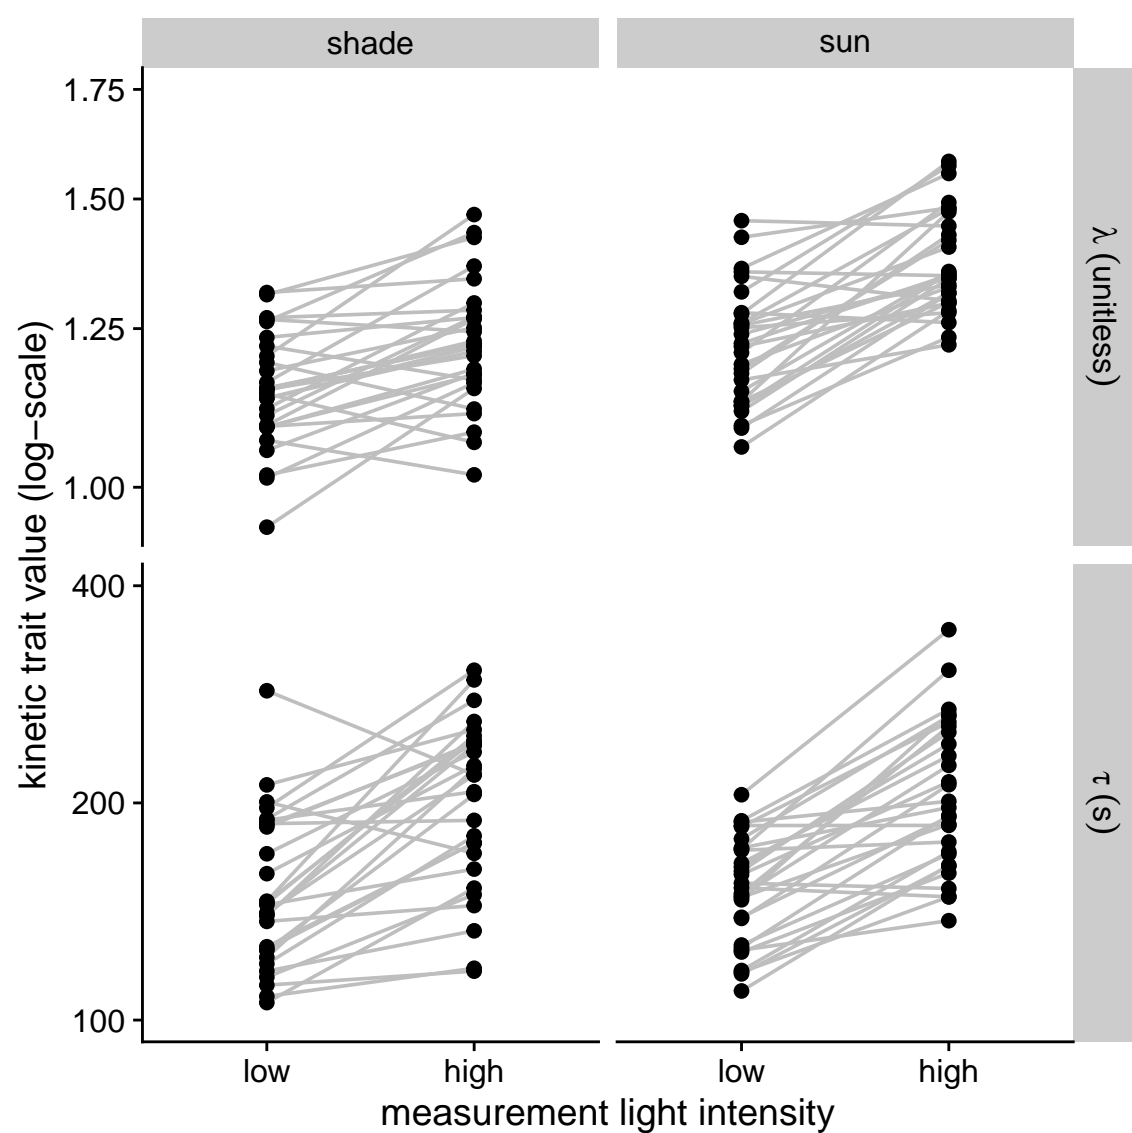 shade
sun
1.75
1.50
1.25
1.00
λ (unitless)
kinetic trait value (log−scale)
400
200
100
τ (s)
low
high
low
high
measurement light intensity